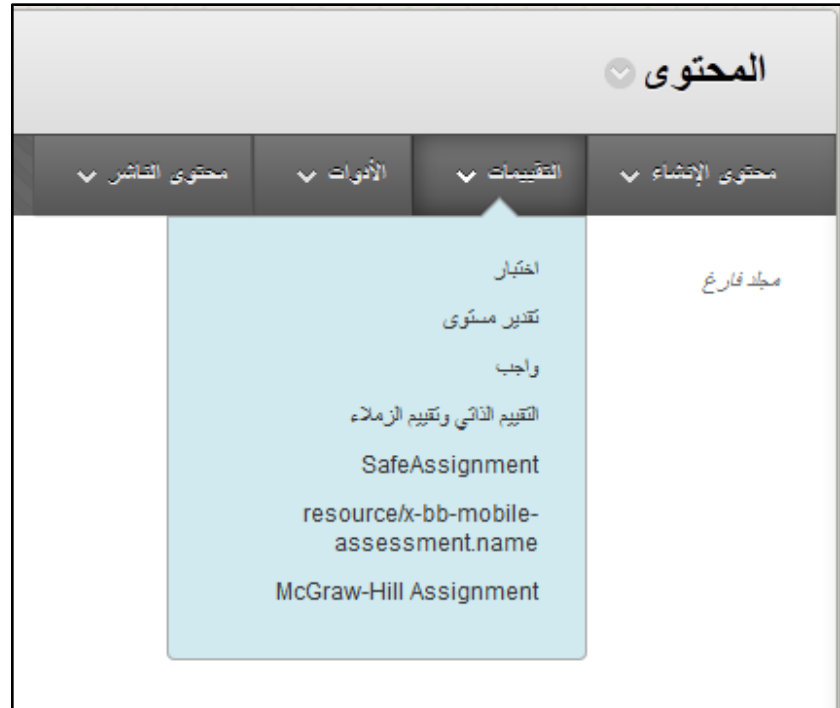 المحتوى
محتوى الإنشاء
التقييمات
الأدوات
محتوى الناشر
مجلد فارغ
اختبار
تقدير مستوى
واجب
التقييم الذاتي وتقييم الزملاء
SafeAssignment
resource/x-bb-mobile-
assessment.name
McGraw-Hill Assignment